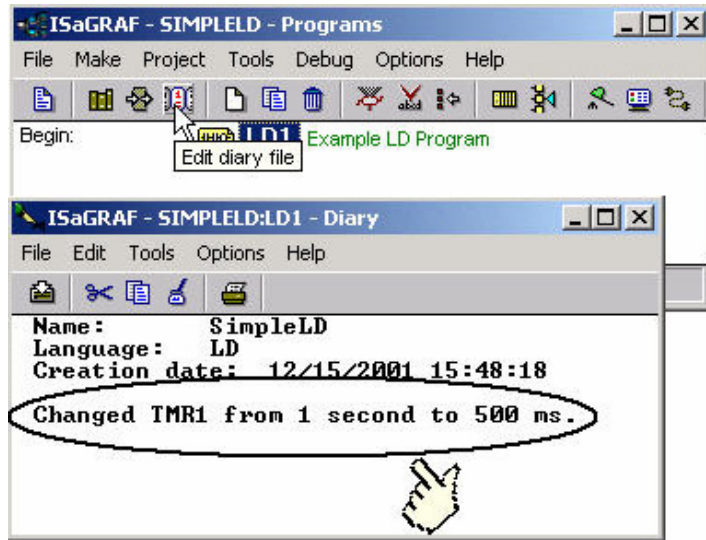 ISaGRAF - SIMPLELD - Programs
File Make Project Tools Debug Options Help
Begin: LD1 Example LD Program
Edit diary file
ISaGRAF - SIMPLELD:LD1 - Diary
File Edit Tools Options Help
Name: SimpleLD
Language: LD
Creation date: 12/15/2001 15:48:18
Changed TMR1 from 1 second to 500 ms.